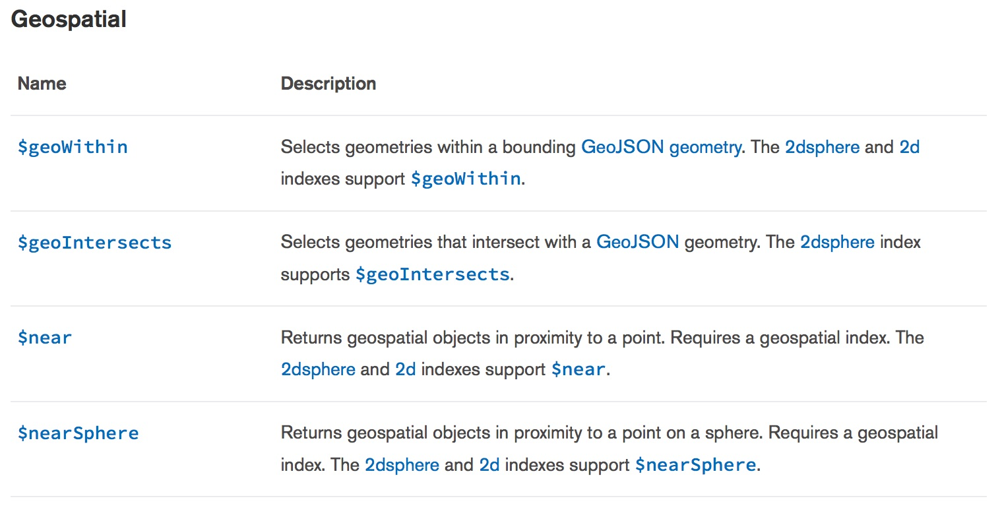 Geospatial
Name Description
$geoWithin Selects geometries within a bounding GeoJSON geometry. The 2dsphere and 2d
indexes support $geoWithin.
$geoIntersects Selects geometries that intersect with a GeoJSON geometry. The 2dsphere index
supports $geoIntersects.
$near Returns geospatial objects in proximity to a point. Requires a geospatial index. The
2dsphere and 2d indexes support $near.
$nearSphere Returns geospatial objects in proximity to a point on a sphere. Requires a geospatial
index. The 2dsphere and 2d indexes support $nearSphere.